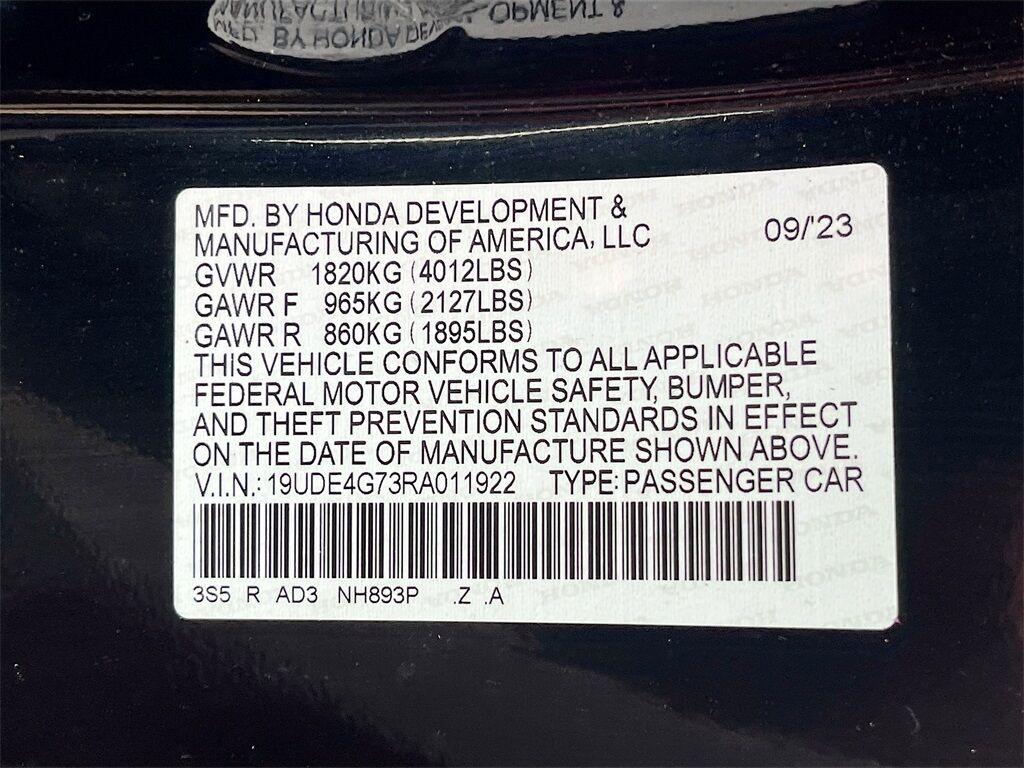 MFD. BY HONDA DEVELOPMENT &
MANUFACTURING OF AMERICA, LLC
09/'23
GVWR 1820KG (4012LBS)
GAWR F 965KG (2127LBS)
GAWR R 860KG (1895LBS)
THIS VEHICLE CONFORMS TO ALL APPLICABLE
FEDERAL MOTOR VEHICLE SAFETY, BUMPER,
AND THEFT PREVENTION STANDARDS IN EFFECT
ON THE DATE OF MANUFACTURE SHOWN ABOVE.
V.I.N.: 19UDE4G73RA011922 TYPE: PASSENGER CAR
3S5 R AD3 NH893P .Z .A